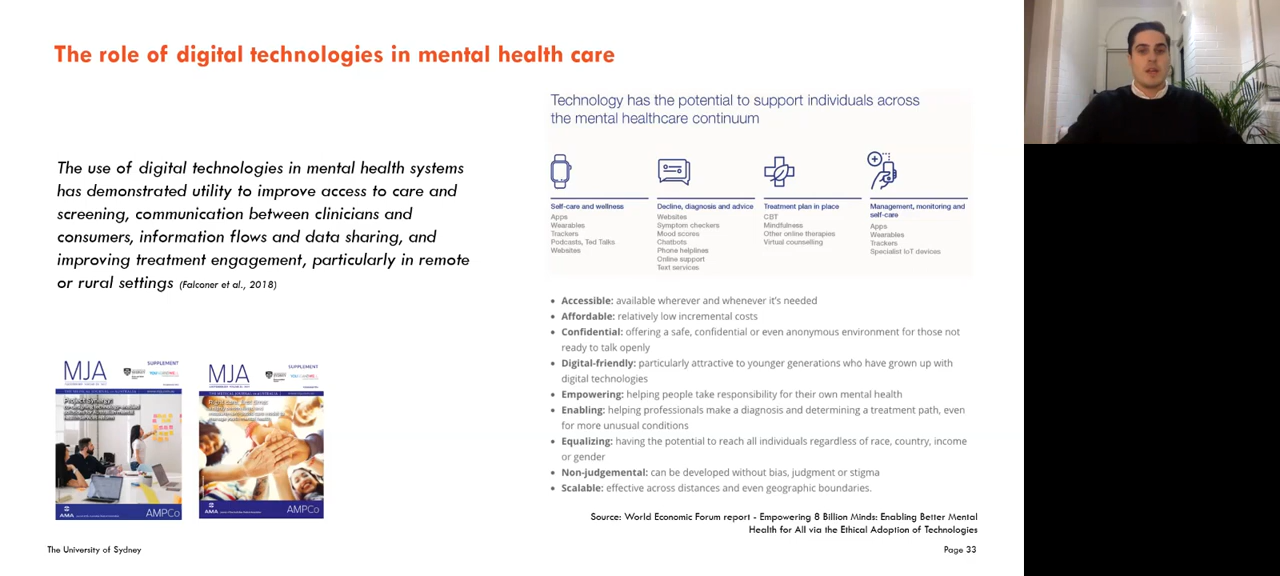 The role of digital technologies in mental health care
The use of digital technologies in mental health systems
has demonstrated utility to improve access to care and
screening, communication between clinicians and
consumers, information flows and data sharing, and
improving treatment engagement, particularly in remote
or rural settings (Falconer et al., 2018)
MJA
SUPPLEMENT
Project Synergy:
AMA
AMPCo
MJA
SUPPLEMENT
Right care, first time:
AMA
AMPCo
Technology has the potential to support individuals across
the mental healthcare continuum
Self-care and wellness
Apps
Wearables
Trackers
Podcasts, Ted Talks
Websites
Decline, diagnosis and advice
Websites
Symptom checkers
Mood scores
Chatbots
Phone helplines
Online support
Text services
Treatment plan in place
CBT
Mindfulness
Other online therapies
Virtual counselling
Management, monitoring and
self-care
Apps
Wearables
Trackers
Specialist IoT devices
• Accessible: available wherever and whenever it's needed
• Affordable: relatively low incremental costs
• Confidential: offering a safe, confidential or even anonymous environment for those not
ready to talk openly
• Digital-friendly: particularly attractive to younger generations who have grown up with
digital technologies
• Empowering: helping people take responsibility for their own mental health
• Enabling: helping professionals make a diagnosis and determining a treatment path, even
for more unusual conditions
• Equalizing: having the potential to reach all individuals regardless of race, country, income
or gender
• Non-judgemental: can be developed without bias, judgment or stigma
• Scalable: effective across distances and even geographic boundaries.
Source: World Economic Forum report - Empowering 8 Billion Minds: Enabling Better Mental
Health for All via the Ethical Adoption of Technologies
The University of Sydney
Page 33